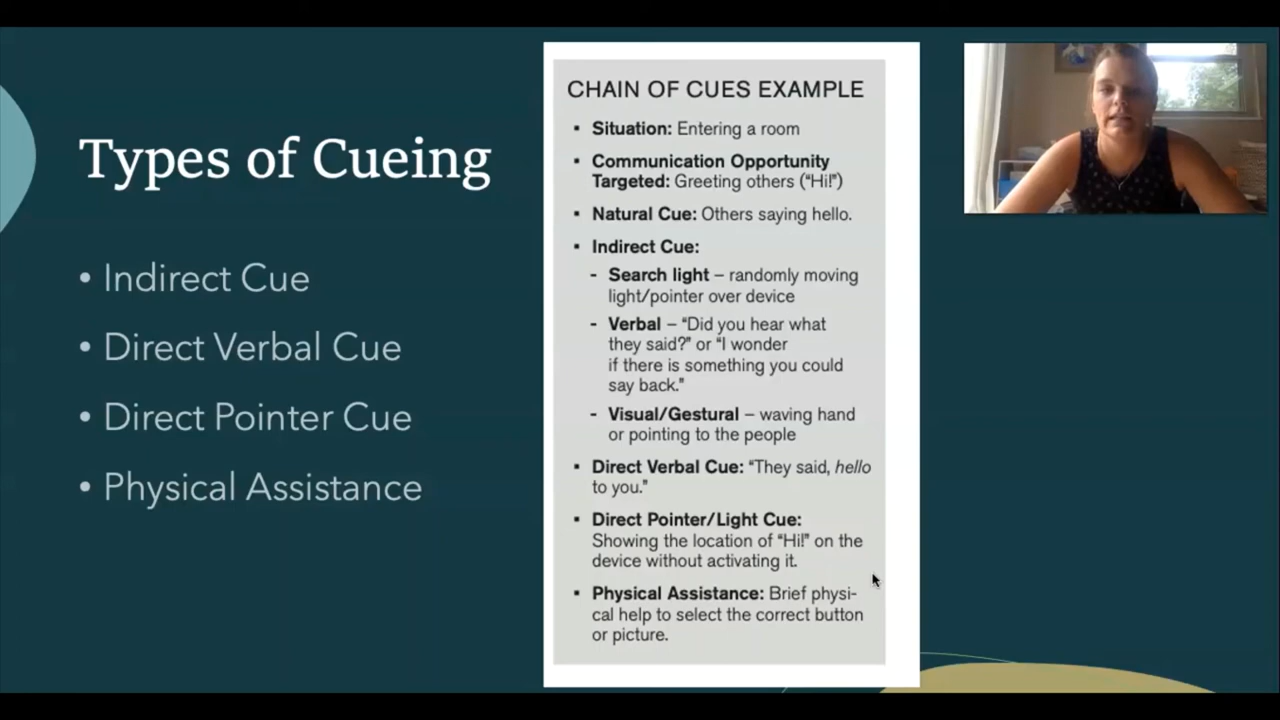 Types of Cueing
• Indirect Cue
• Direct Verbal Cue
• Direct Pointer Cue
• Physical Assistance
CHAIN OF CUES EXAMPLE
▪ Situation: Entering a room
▪ Communication Opportunity
Targeted: Greeting others (“Hi!”)
▪ Natural Cue: Others saying hello.
▪ Indirect Cue:
- Search light – randomly moving
light/pointer over device
- Verbal – “Did you hear what
they said?” or “I wonder
if there is something you could
say back.”
- Visual/Gestural – waving hand
or pointing to the people
▪ Direct Verbal Cue: “They said, hello
to you.”
▪ Direct Pointer/Light Cue:
Showing the location of “Hi!” on the
device without activating it.
▪ Physical Assistance: Brief physi-
cal help to select the correct button
or picture.